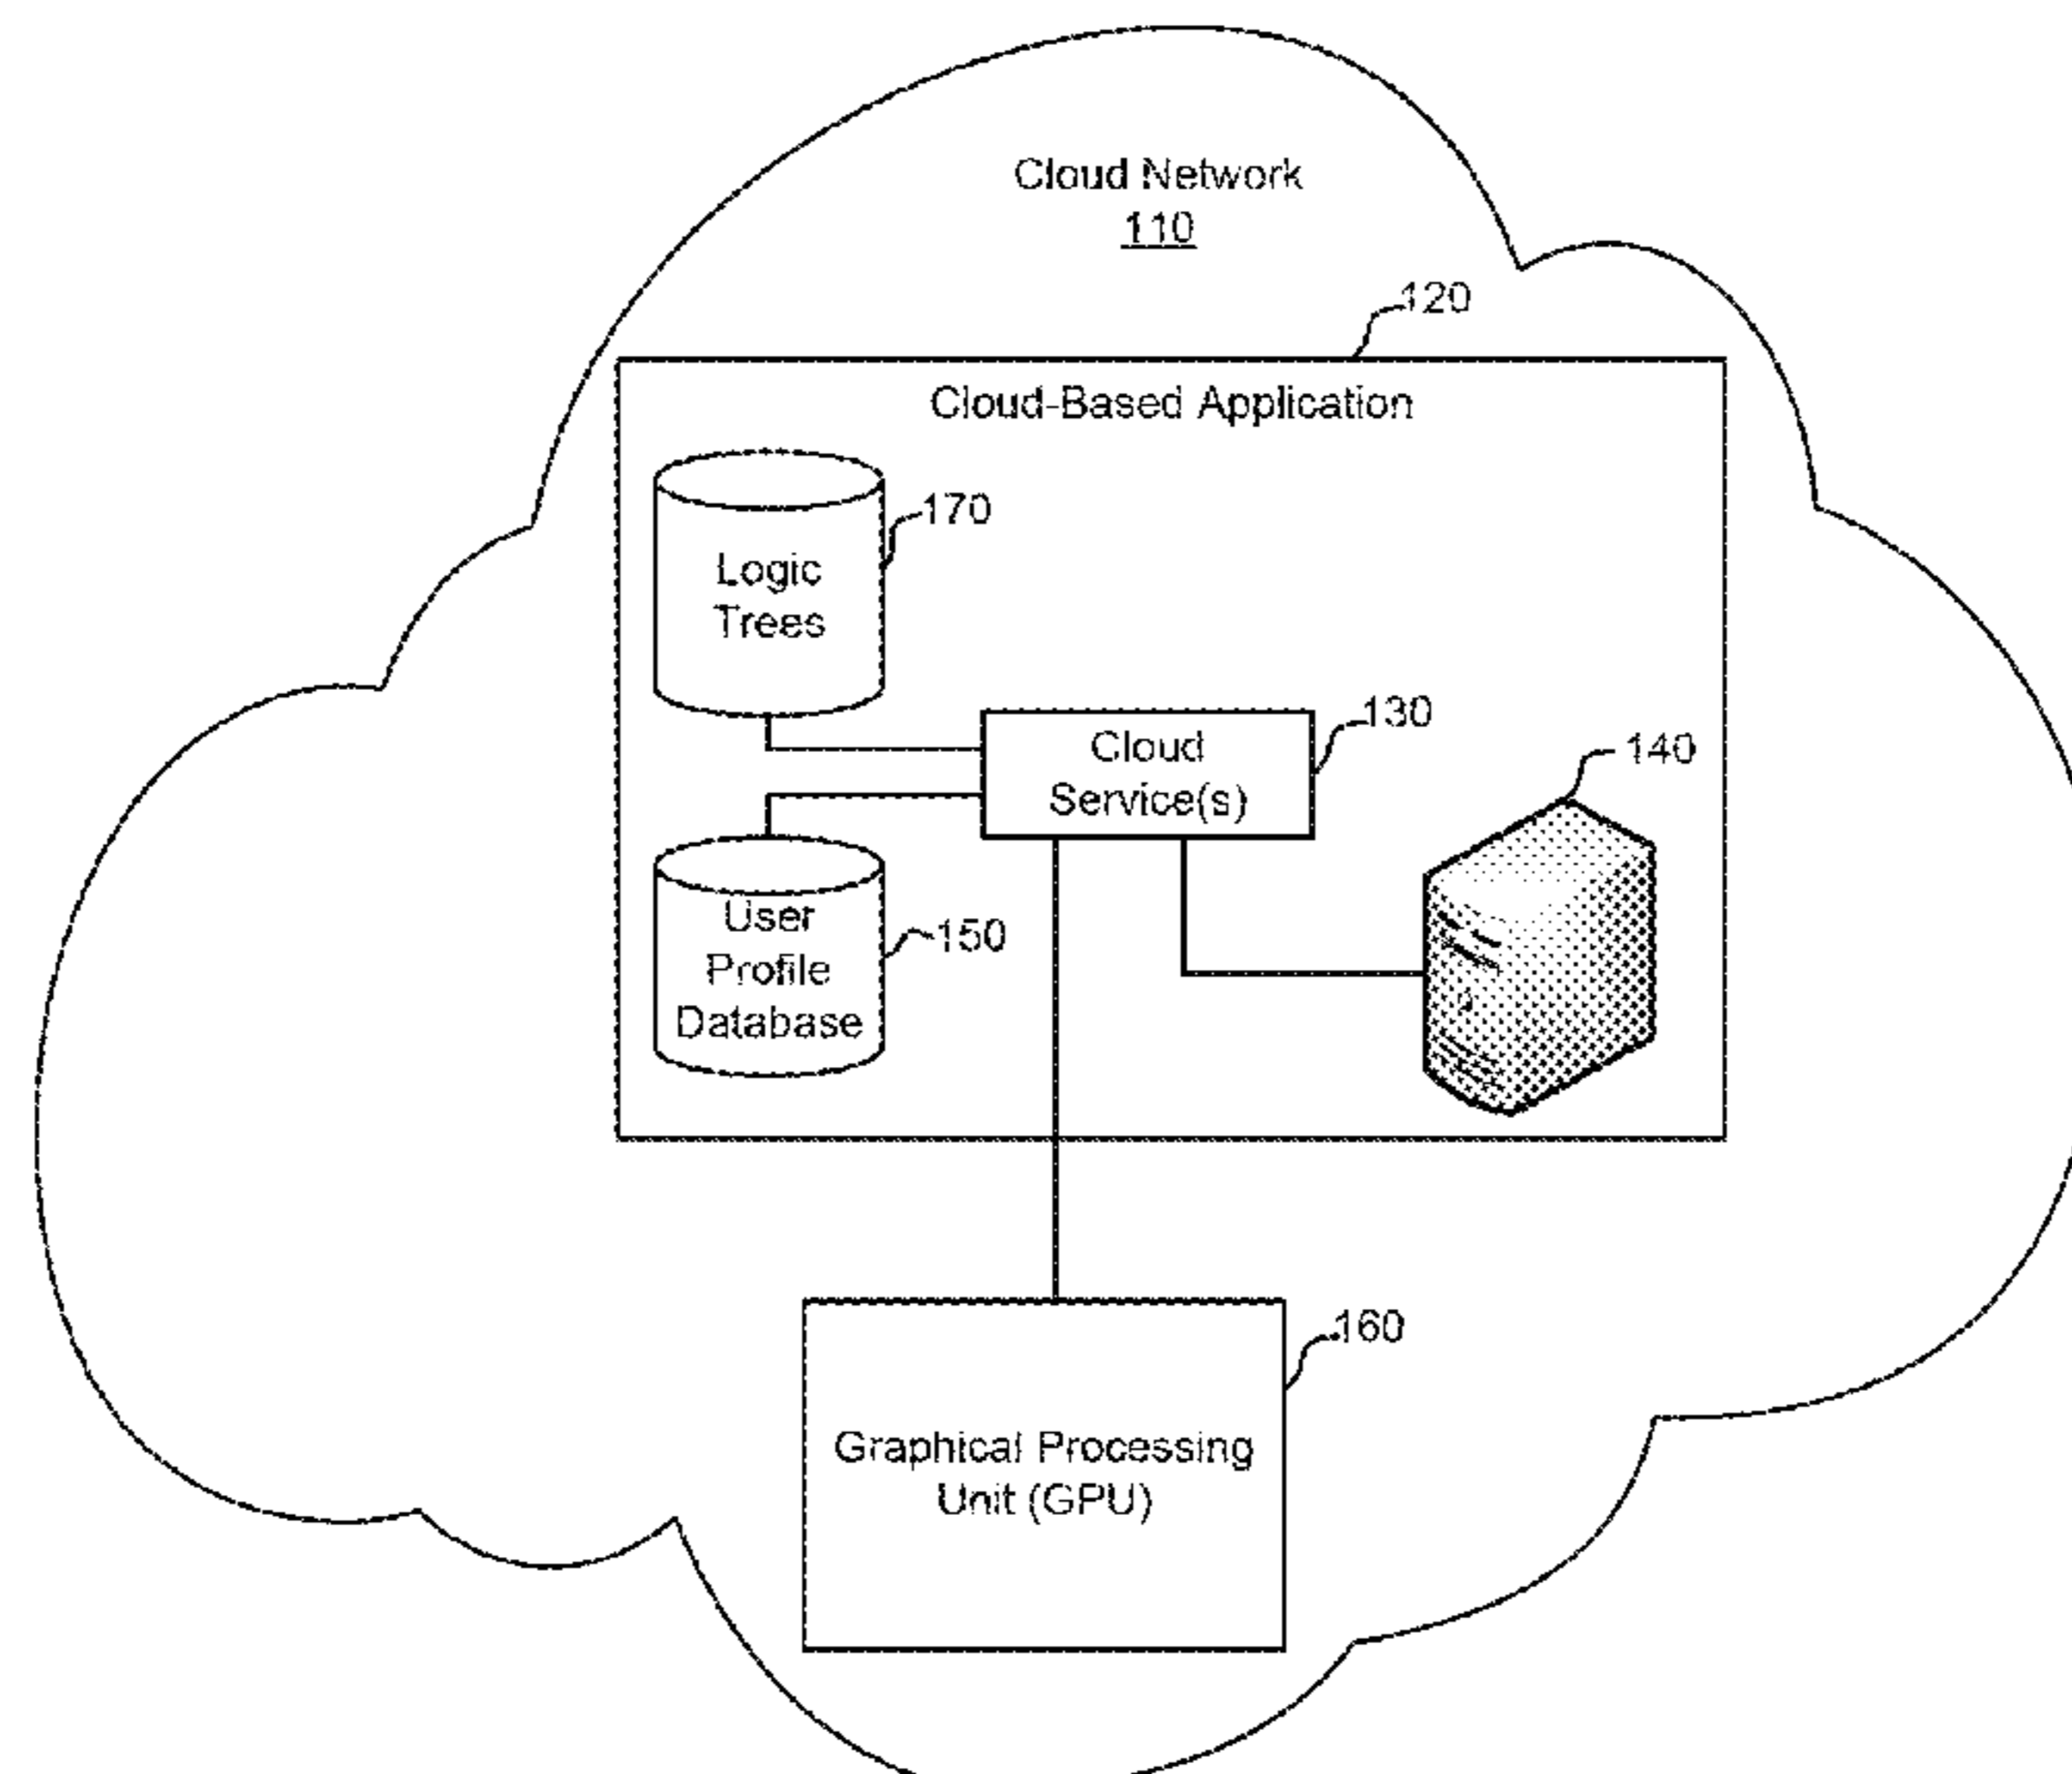 Cloud Network
110
120
Cloud-Based Application
170
Logic
Trees
130
Cloud
Service(s)
140
150
User
Profile
Database
160
Graphical Processing
Unit (GPU)